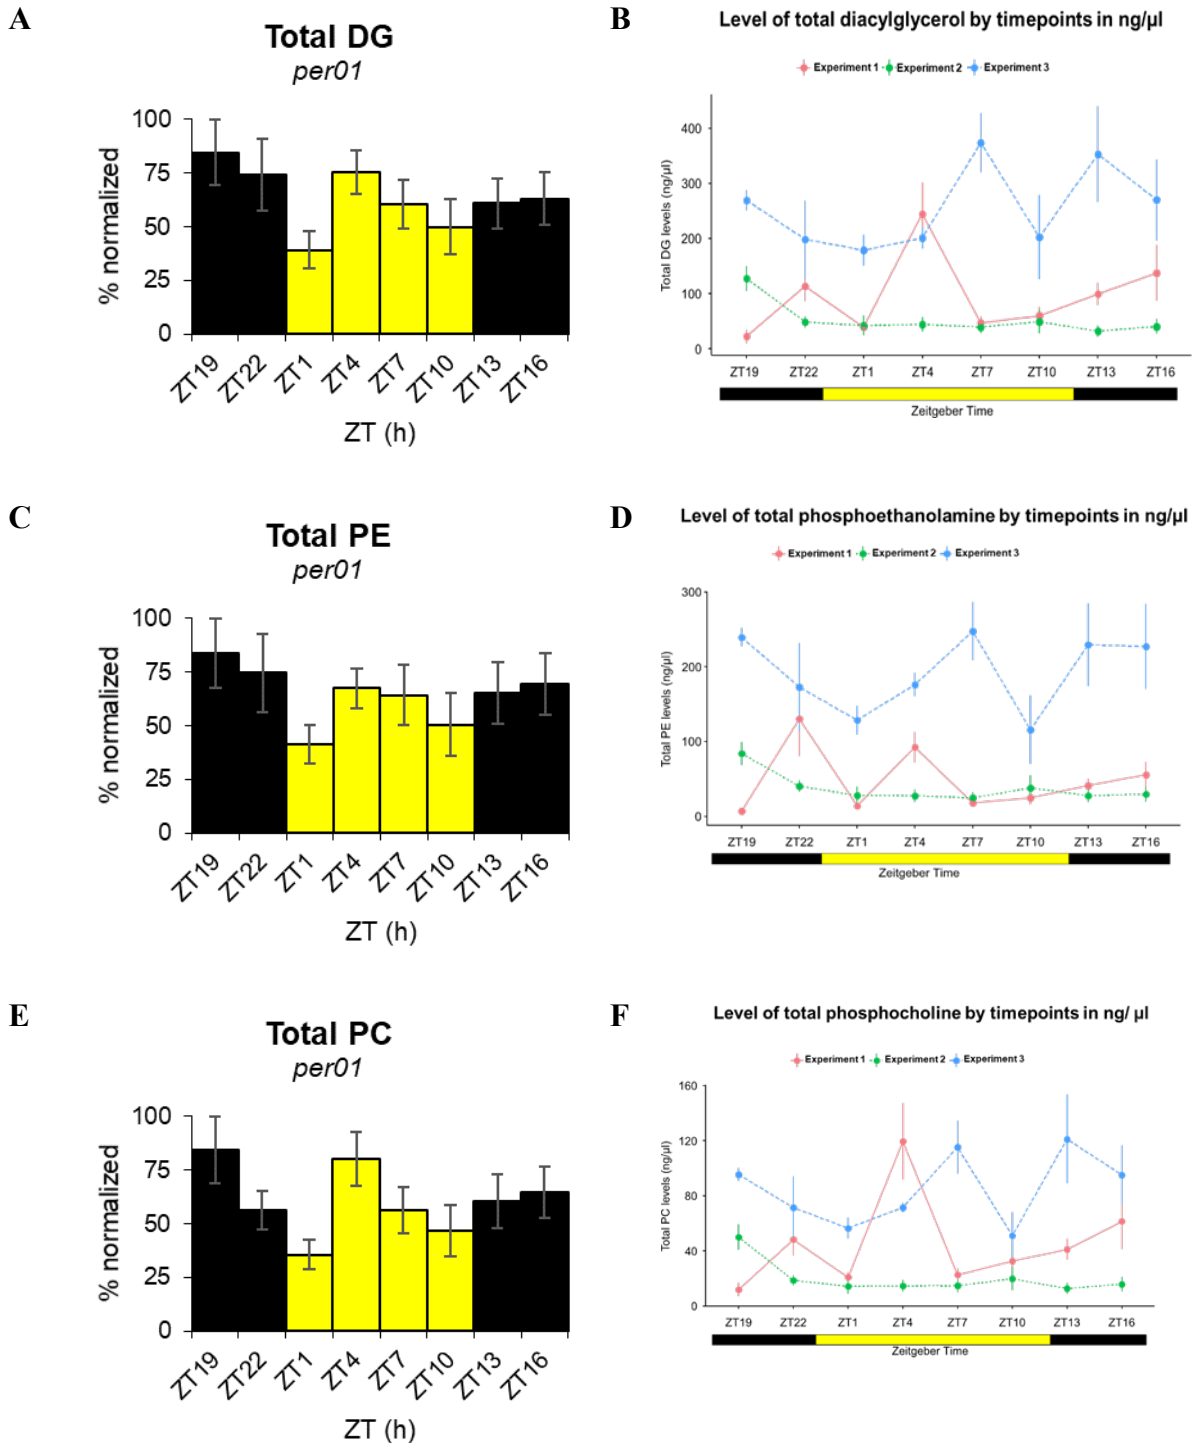 A
Total DG
per01
% normalized
100
75
50
25
0
ZT19 ZT22 ZT1 ZT4 ZT7 ZT10 ZT13 ZT16
ZT (h)
B
Level of total diacylglycerol by timepoints in ng/µl
Experiment 1 Experiment 2 Experiment 3
Total DG levels (ng/µl)
400
300
200
100
0
ZT19 ZT22 ZT1 ZT4 ZT7 ZT10 ZT13 ZT16
Zeitgeber Time
C
Total PE
per01
% normalized
100
75
50
25
0
ZT19 ZT22 ZT1 ZT4 ZT7 ZT10 ZT13 ZT16
ZT (h)
D
Level of total phosphoethanolamine by timepoints in ng/µl
Experiment 1 Experiment 2 Experiment 3
Total PE levels (ng/µl)
300
200
100
0
ZT19 ZT22 ZT1 ZT4 ZT7 ZT10 ZT13 ZT16
Zeitgeber Time
E
Total PC
per01
% normalized
100
75
50
25
0
ZT19 ZT22 ZT1 ZT4 ZT7 ZT10 ZT13 ZT16
ZT (h)
F
Level of total phosphocholine by timepoints in ng/ µl
Experiment 1 Experiment 2 Experiment 3
Total PC levels (ng/µl)
160
120
80
40
0
ZT19 ZT22 ZT1 ZT4 ZT7 ZT10 ZT13 ZT16
Zeitgeber Time